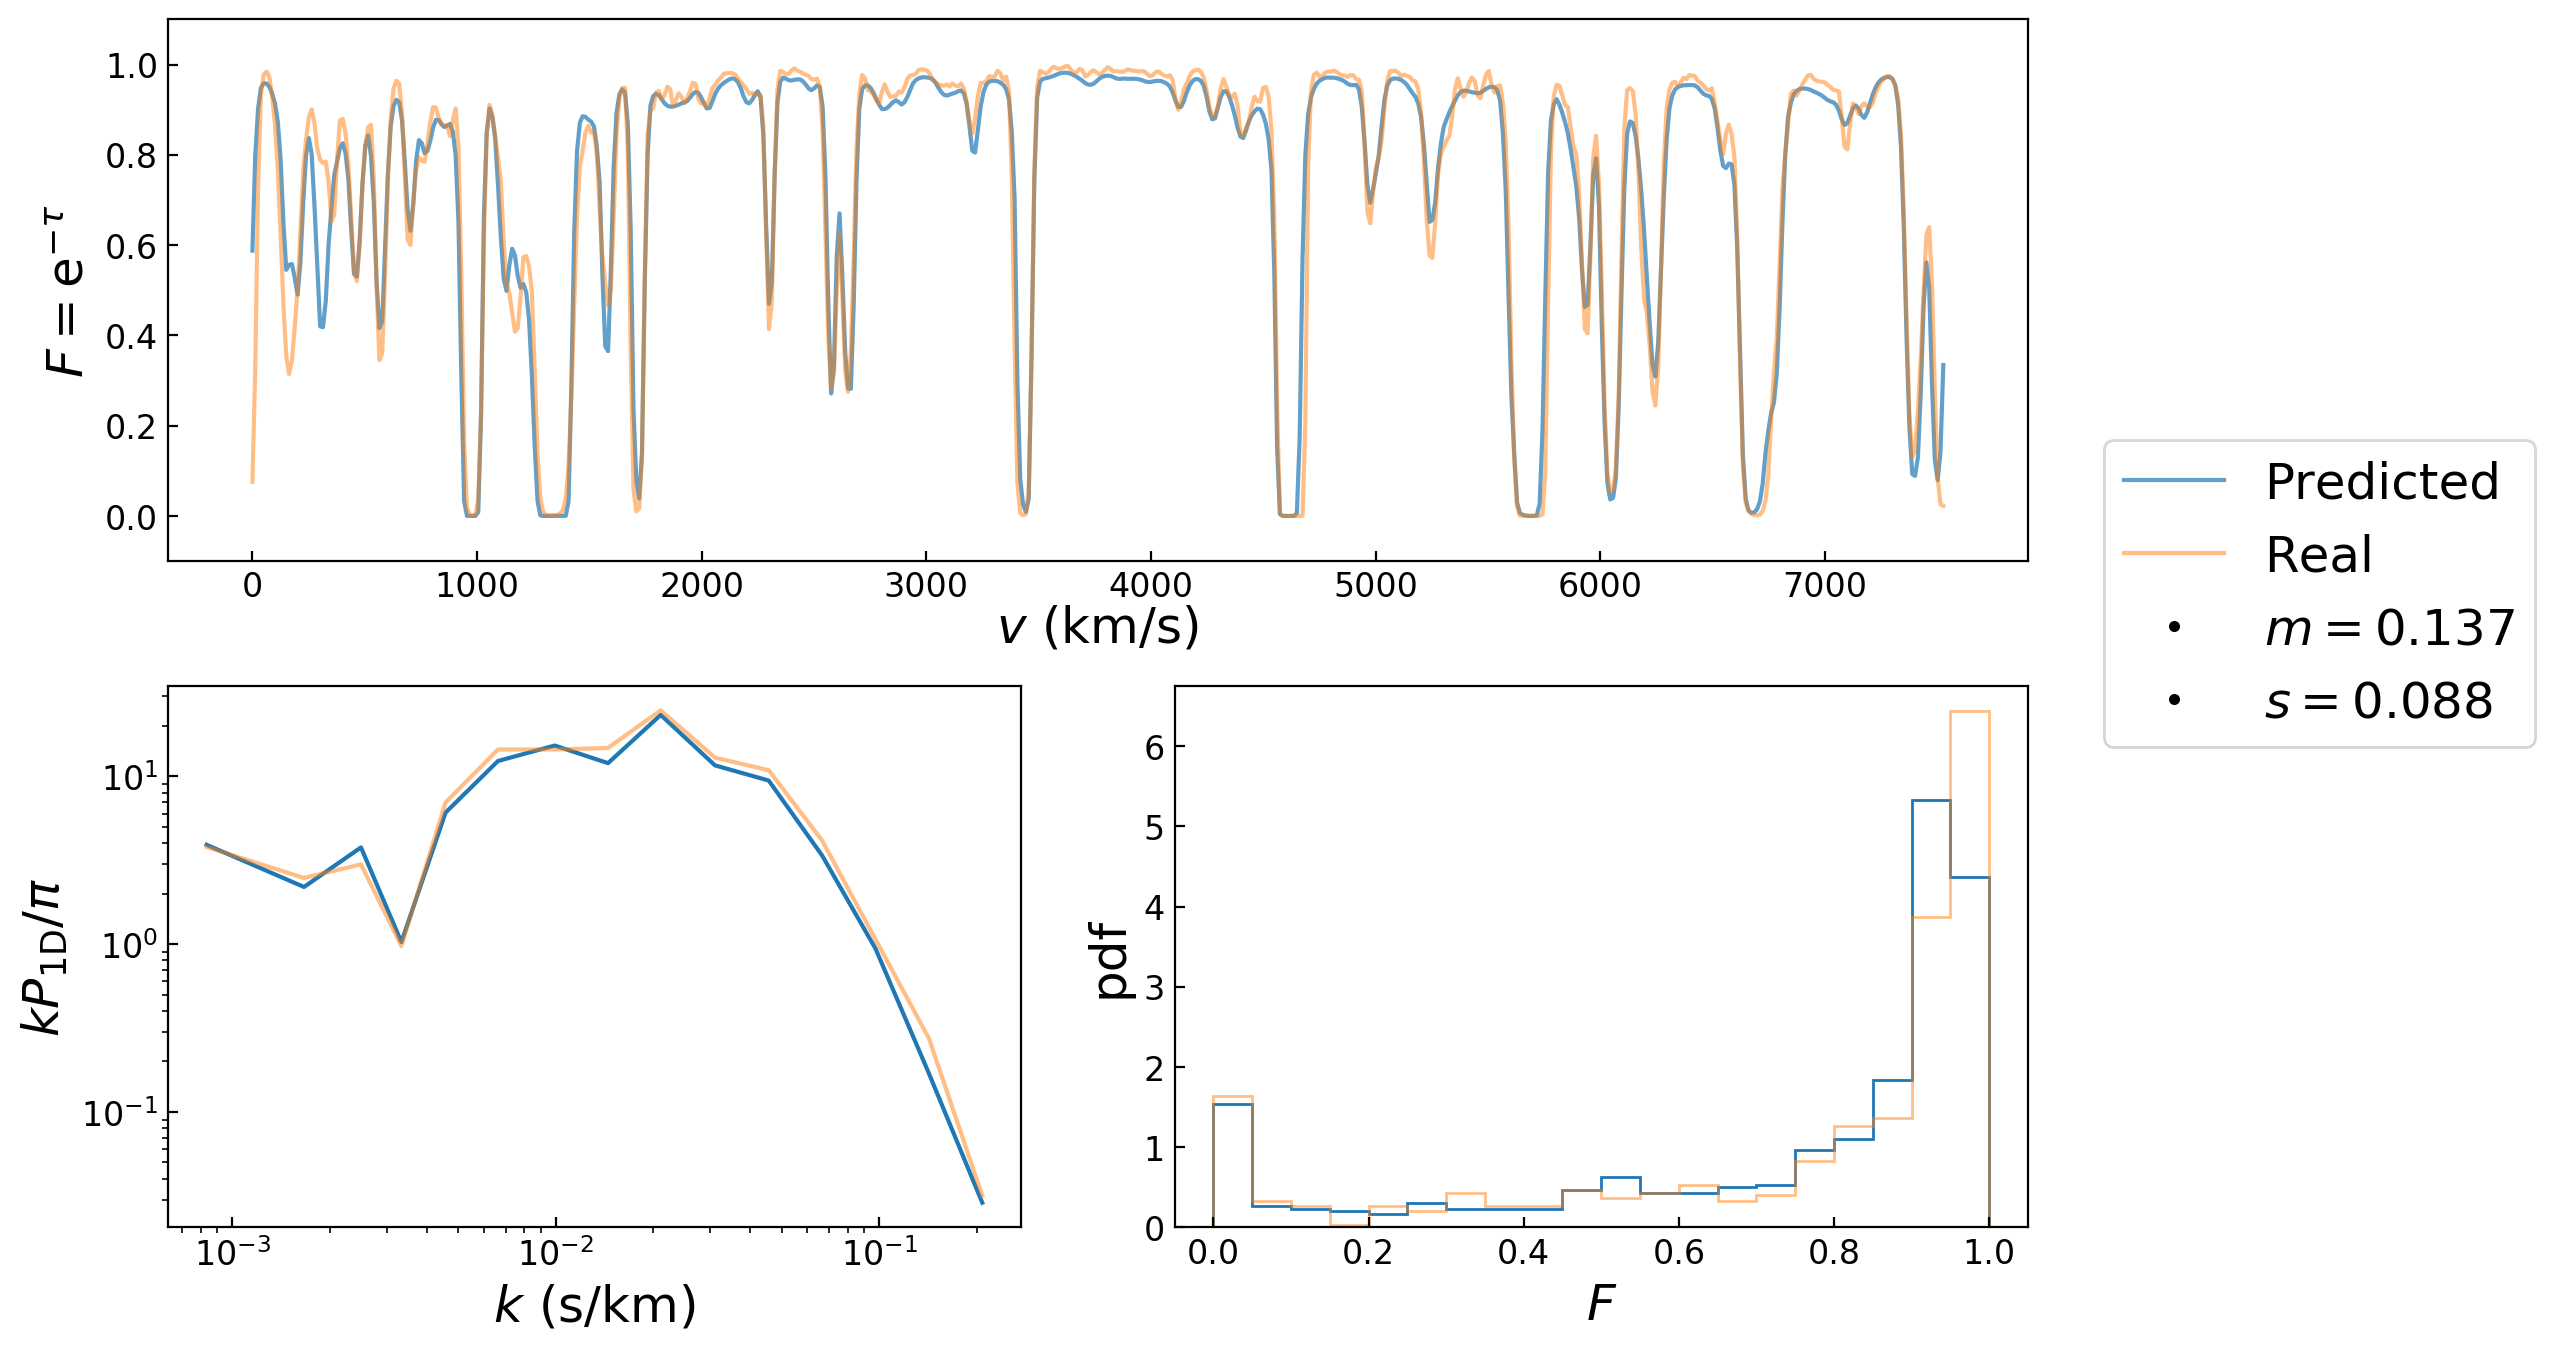 F = e^{-τ}
1.0
0.8
0.6
0.4
0.2
0.0
0 1000 2000 3000 4000 5000 6000 7000
v (km/s)
Predicted
Real
m = 0.137
s = 0.088
kP_{1D}/π
10^1
10^0
10^{-1}
10^{-3} 10^{-2} 10^{-1}
k (s/km)
pdf
6
5
4
3
2
1
0
0.0 0.2 0.4 0.6 0.8 1.0
F